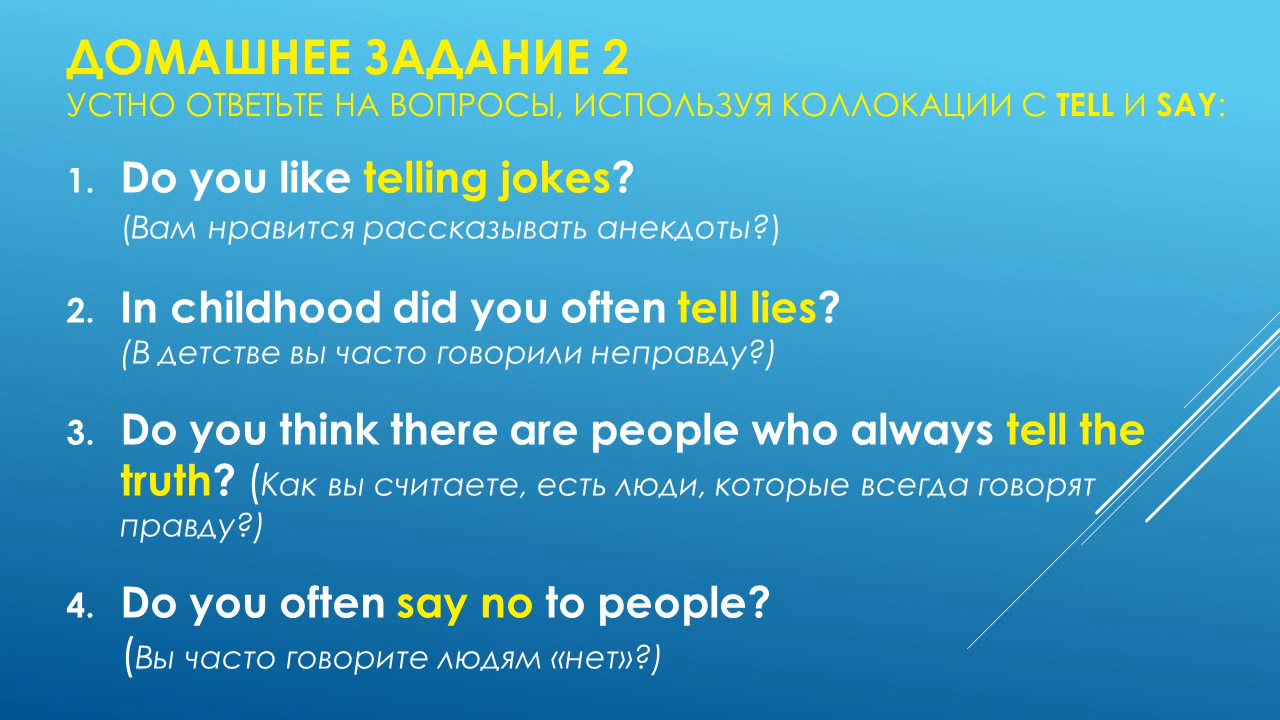 ДОМАШНЕЕ ЗАДАНИЕ 2
УСТНО ОТВЕТЬТЕ НА ВОПРОСЫ, ИСПОЛЬЗУЯ КОЛЛОКАЦИИ С TELL И SAY:
1. Do you like telling jokes?
(Вам нравится рассказывать анекдоты?)
2. In childhood did you often tell lies?
(В детстве вы часто говорили неправду?)
3. Do you think there are people who always tell the
truth? (Как вы считаете, есть люди, которые всегда говорят
правду?)
4. Do you often say no to people?
(Вы часто говорите людям «нет»?)